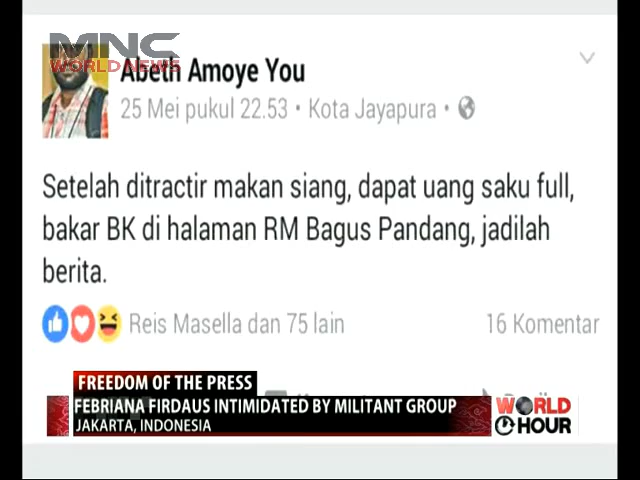 MNC
WORLD NEWS
Abeth Amoye You
25 Mei pukul 22.53 • Kota Jayapura •
Setelah ditractir makan siang, dapat uang saku full,
bakar BK di halaman RM Bagus Pandang, jadilah
berita.
Reis Masella dan 75 lain
16 Komentar
FREEDOM OF THE PRESS
FEBRIANA FIRDAUS INTIMIDATED BY MILITANT GROUP
JAKARTA, INDONESIA
WORLD
HOUR